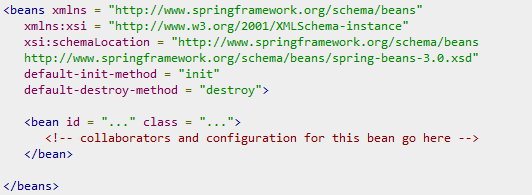 <beans xmlns = "http://www.springframework.org/schema/beans"
   xmlns:xsi = "http://www.w3.org/2001/XMLSchema-instance"
   xsi:schemaLocation = "http://www.springframework.org/schema/beans
   http://www.springframework.org/schema/beans/spring-beans-3.0.xsd"
   default-init-method = "init"
   default-destroy-method = "destroy">

   <bean id = "..." class = "...">
      <!-- collaborators and configuration for this bean go here -->
   </bean>

</beans>